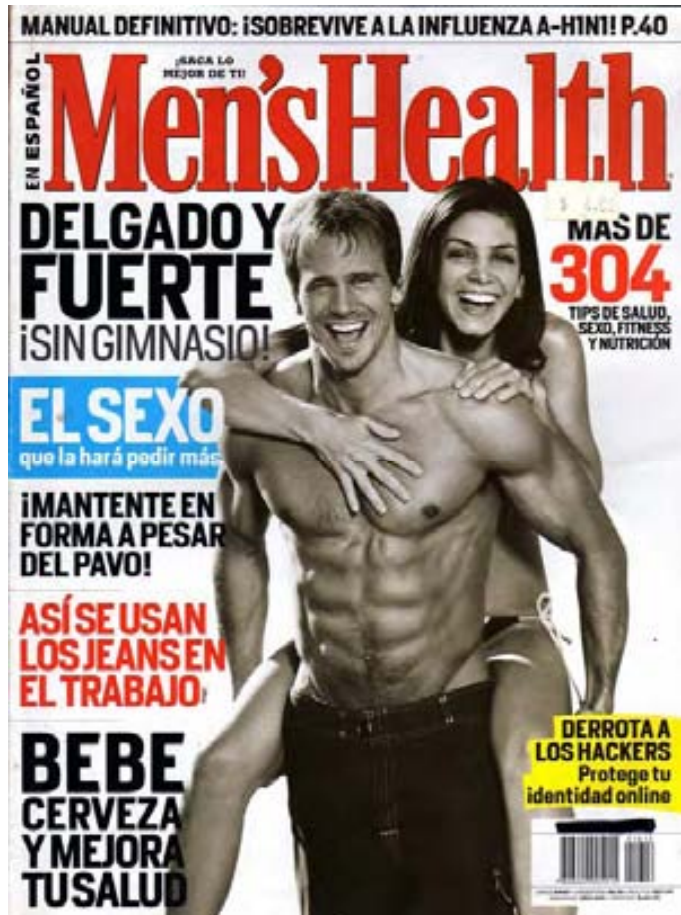 MANUAL DEFINITIVO: ¡SOBREVIVE A LA INFLUENZA A-H1N1! P.40
¡SACA LO
MEJOR DE TI!
EN ESPAÑOL
Men'sHealth
DELGADO Y
FUERTE
¡SIN GIMNASIO!
MÁS DE
304
TIPS DE SALUD,
SEXO, FITNESS
Y NUTRICIÓN
EL SEXO
que la hará pedir más
¡MANTENTE EN
FORMA A PESAR
DEL PAVO!
ASÍ SE USAN
LOS JEANS EN
EL TRABAJO
BEBE
CERVEZA
Y MEJORA
TU SALUD
DERROTA A
LOS HACKERS
Protege tu
identidad online